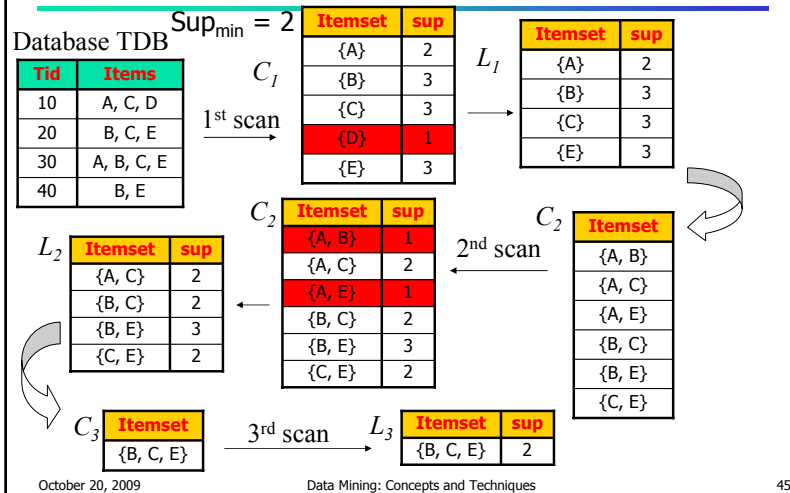 Sup_min = 2
Database TDB
Tid Items
10 A, C, D
20 B, C, E
30 A, B, C, E
40 B, E
1st scan
C1
Itemset sup
{A} 2
{B} 3
{C} 3
{D} 1
{E} 3
L1
Itemset sup
{A} 2
{B} 3
{C} 3
{E} 3
C2
Itemset
{A, B}
{A, C}
{A, E}
{B, C}
{B, E}
{C, E}
2nd scan
C2
Itemset sup
{A, B} 1
{A, C} 2
{A, E} 1
{B, C} 2
{B, E} 3
{C, E} 2
L2
Itemset sup
{A, C} 2
{B, C} 2
{B, E} 3
{C, E} 2
C3
Itemset
{B, C, E}
3rd scan
L3
Itemset sup
{B, C, E} 2
October 20, 2009 Data Mining: Concepts and Techniques 45